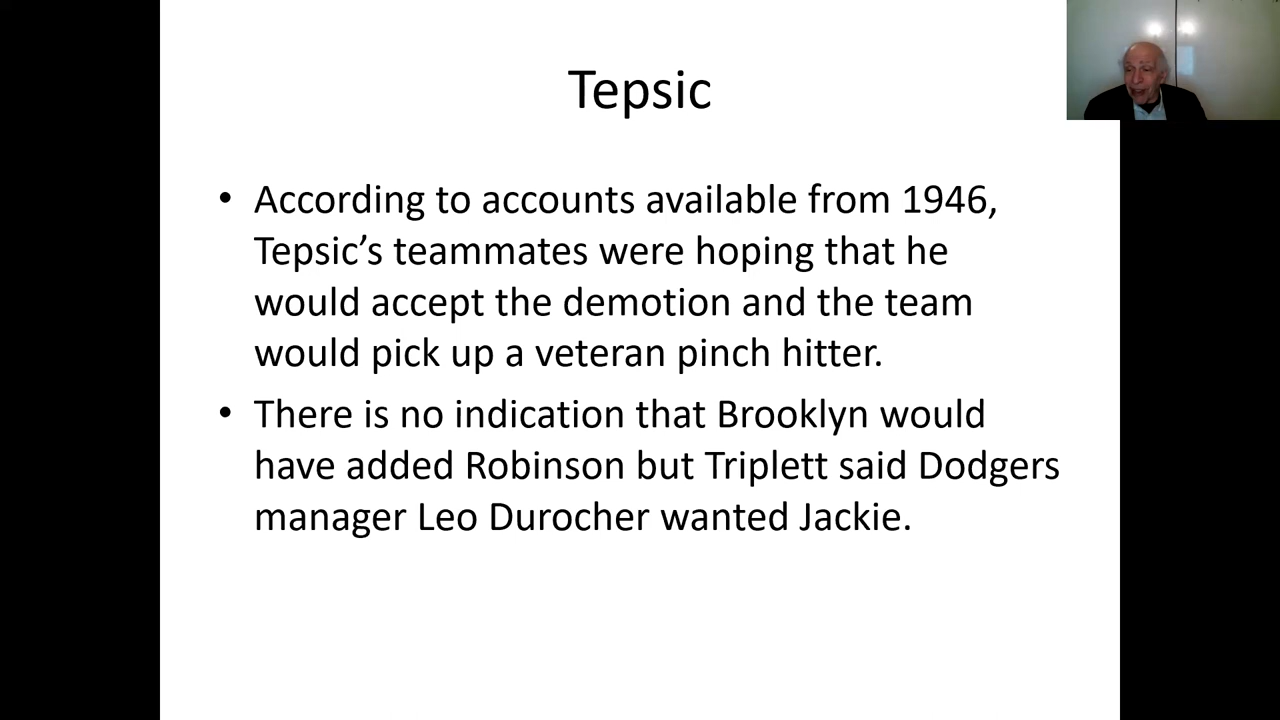 Tepsic
• According to accounts available from 1946,
Tepsic’s teammates were hoping that he
would accept the demotion and the team
would pick up a veteran pinch hitter.
• There is no indication that Brooklyn would
have added Robinson but Triplett said Dodgers
manager Leo Durocher wanted Jackie.